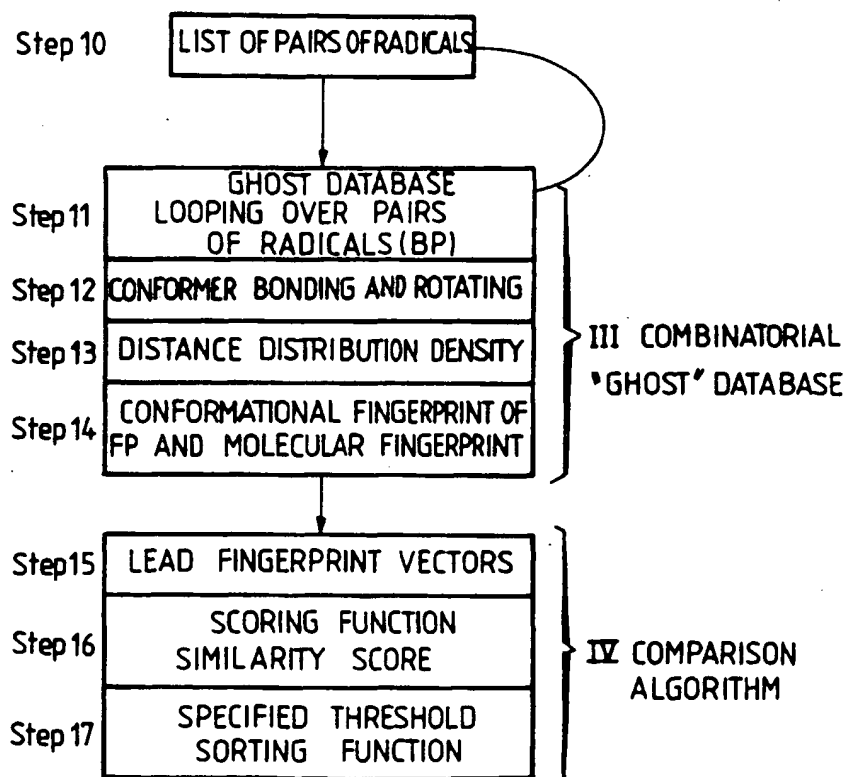 Step 10
LIST OF PAIRS OF RADICALS
Step 11
GHOST DATABASE
LOOPING OVER PAIRS
OF RADICALS (BP)
Step 12
CONFORMER BONDING AND ROTATING
Step 13
DISTANCE DISTRIBUTION DENSITY
Step 14
CONFORMATIONAL FINGERPRINT OF
FP AND MOLECULAR FINGERPRINT
III COMBINATORIAL
"GHOST" DATABASE
Step 15
LEAD FINGERPRINT VECTORS
Step 16
SCORING FUNCTION
SIMILARITY SCORE
Step 17
SPECIFIED THRESHOLD
SORTING FUNCTION
IV COMPARISON
ALGORITHM